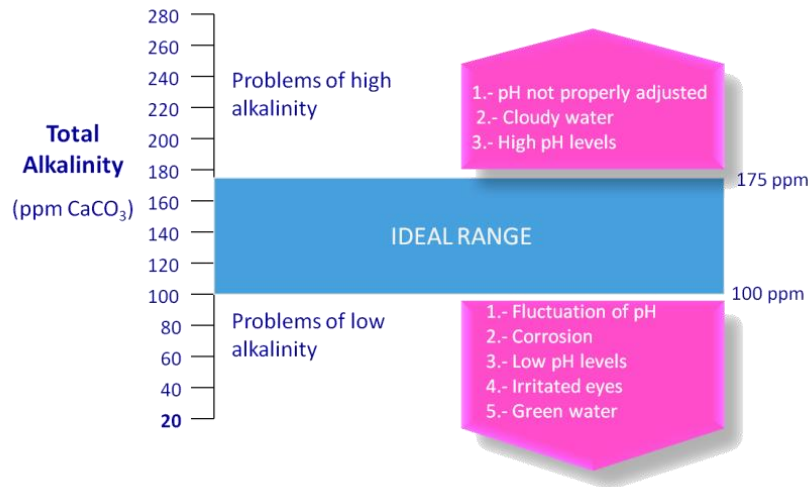 280
260
240
220
200
180
160
140
120
100
80
60
40
20
Total
Alkalinity
(ppm CaCO₃)
Problems of high
alkalinity
1.- pH not properly adjusted
2.- Cloudy water
3.- High pH levels
175 ppm
IDEAL RANGE
100 ppm
Problems of low
alkalinity
1.- Fluctuation of pH
2.- Corrosion
3.- Low pH levels
4.- Irritated eyes
5.- Green water